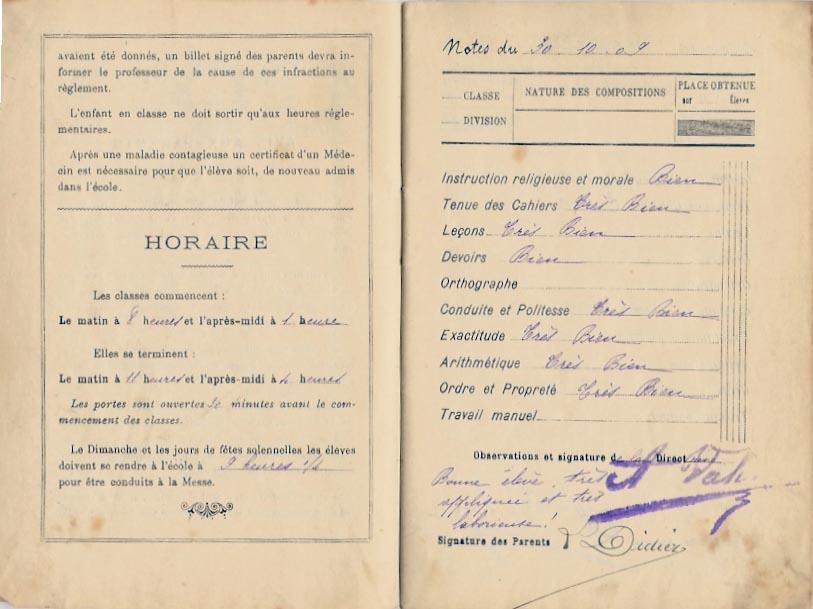 avaient été donnés, un billet signé des parents devra in-
former le professeur de la cause de ces infractions au
règlement.
L'enfant en classe ne doit sortir qu'aux heures régle-
mentaires.
Après une maladie contagieuse un certificat d'un Méde-
cin est nécessaire pour que l'élève soit, de nouveau admis
dans l'école.
HORAIRE
Les classes commencent :
Le matin à 8 heures et l'après-midi à 1 heure
Elles se terminent :
Le matin à 11 heures et l'après-midi à 4 heures
Les portes sont ouvertes 30 minutes avant le com-
mencement des classes.
Le Dimanche et les jours de fêtes solennelles les élèves
doivent se rendre à l'école à 9 heures 1/2
pour être conduits à la Messe.
Notes du 30 10 09
CLASSE
DIVISION
NATURE DES COMPOSITIONS
PLACE OBTENUE
sur Élèves
Instruction religieuse et morale Bien
Tenue des Cahiers Très Bien
Leçons Très Bien
Devoirs Bien
Orthographe
Conduite et Politesse Très Bien
Exactitude Très Bien
Arithmétique Très Bien
Ordre et Propreté Très Bien
Travail manuel
Observations et signature de la Direct
Bonne élève, très
appliquée et très
laborieuse!
Signature des Parents Didier